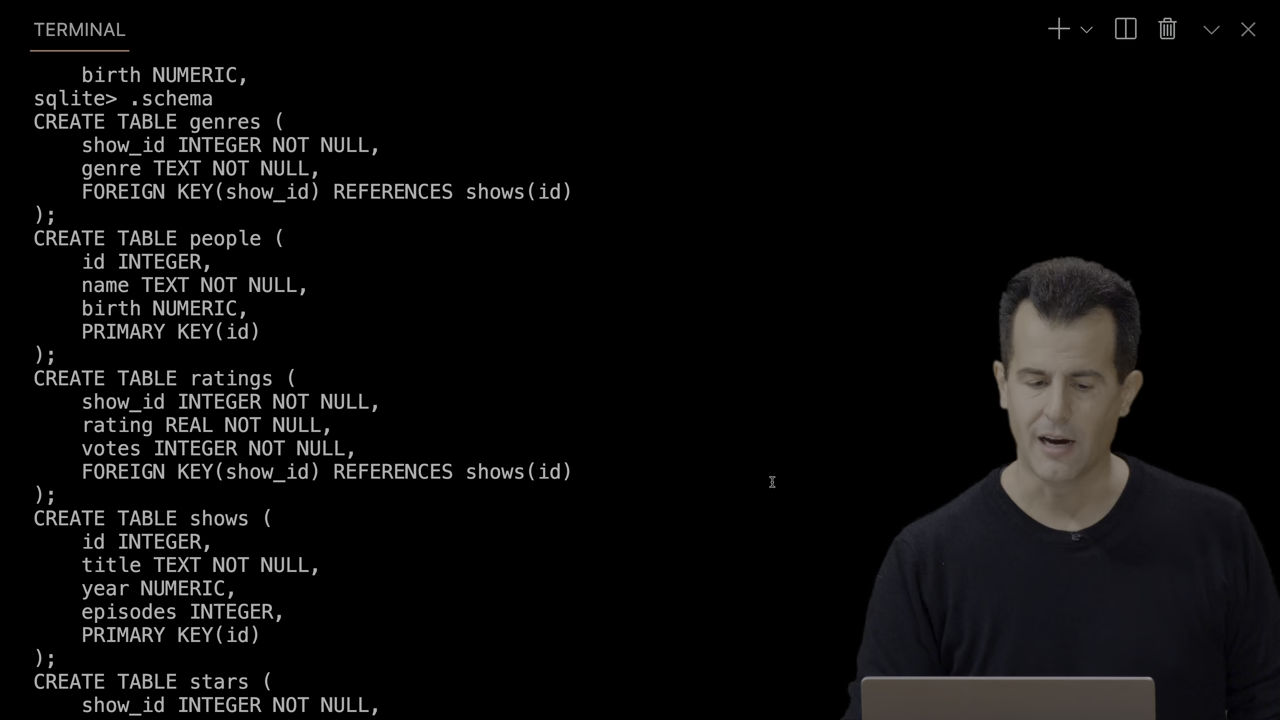 TERMINAL
birth NUMERIC,
sqlite> .schema
CREATE TABLE genres (
show_id INTEGER NOT NULL,
genre TEXT NOT NULL,
FOREIGN KEY(show_id) REFERENCES shows(id)
);
CREATE TABLE people (
id INTEGER,
name TEXT NOT NULL,
birth NUMERIC,
PRIMARY KEY(id)
);
CREATE TABLE ratings (
show_id INTEGER NOT NULL,
rating REAL NOT NULL,
votes INTEGER NOT NULL,
FOREIGN KEY(show_id) REFERENCES shows(id)
);
CREATE TABLE shows (
id INTEGER,
title TEXT NOT NULL,
year NUMERIC,
episodes INTEGER,
PRIMARY KEY(id)
);
CREATE TABLE stars (
show_id INTEGER NOT NULL,